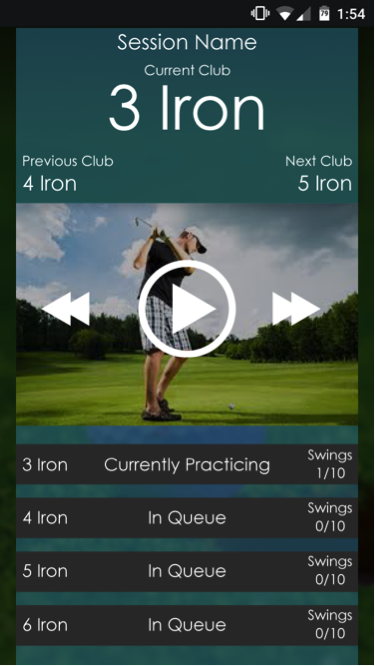 79 1:54
Session Name
Current Club
3 Iron
Previous Club Next Club
4 Iron 5 Iron
3 Iron Currently Practicing Swings
1/10
4 Iron In Queue Swings
0/10
5 Iron In Queue Swings
0/10
6 Iron In Queue Swings
0/10